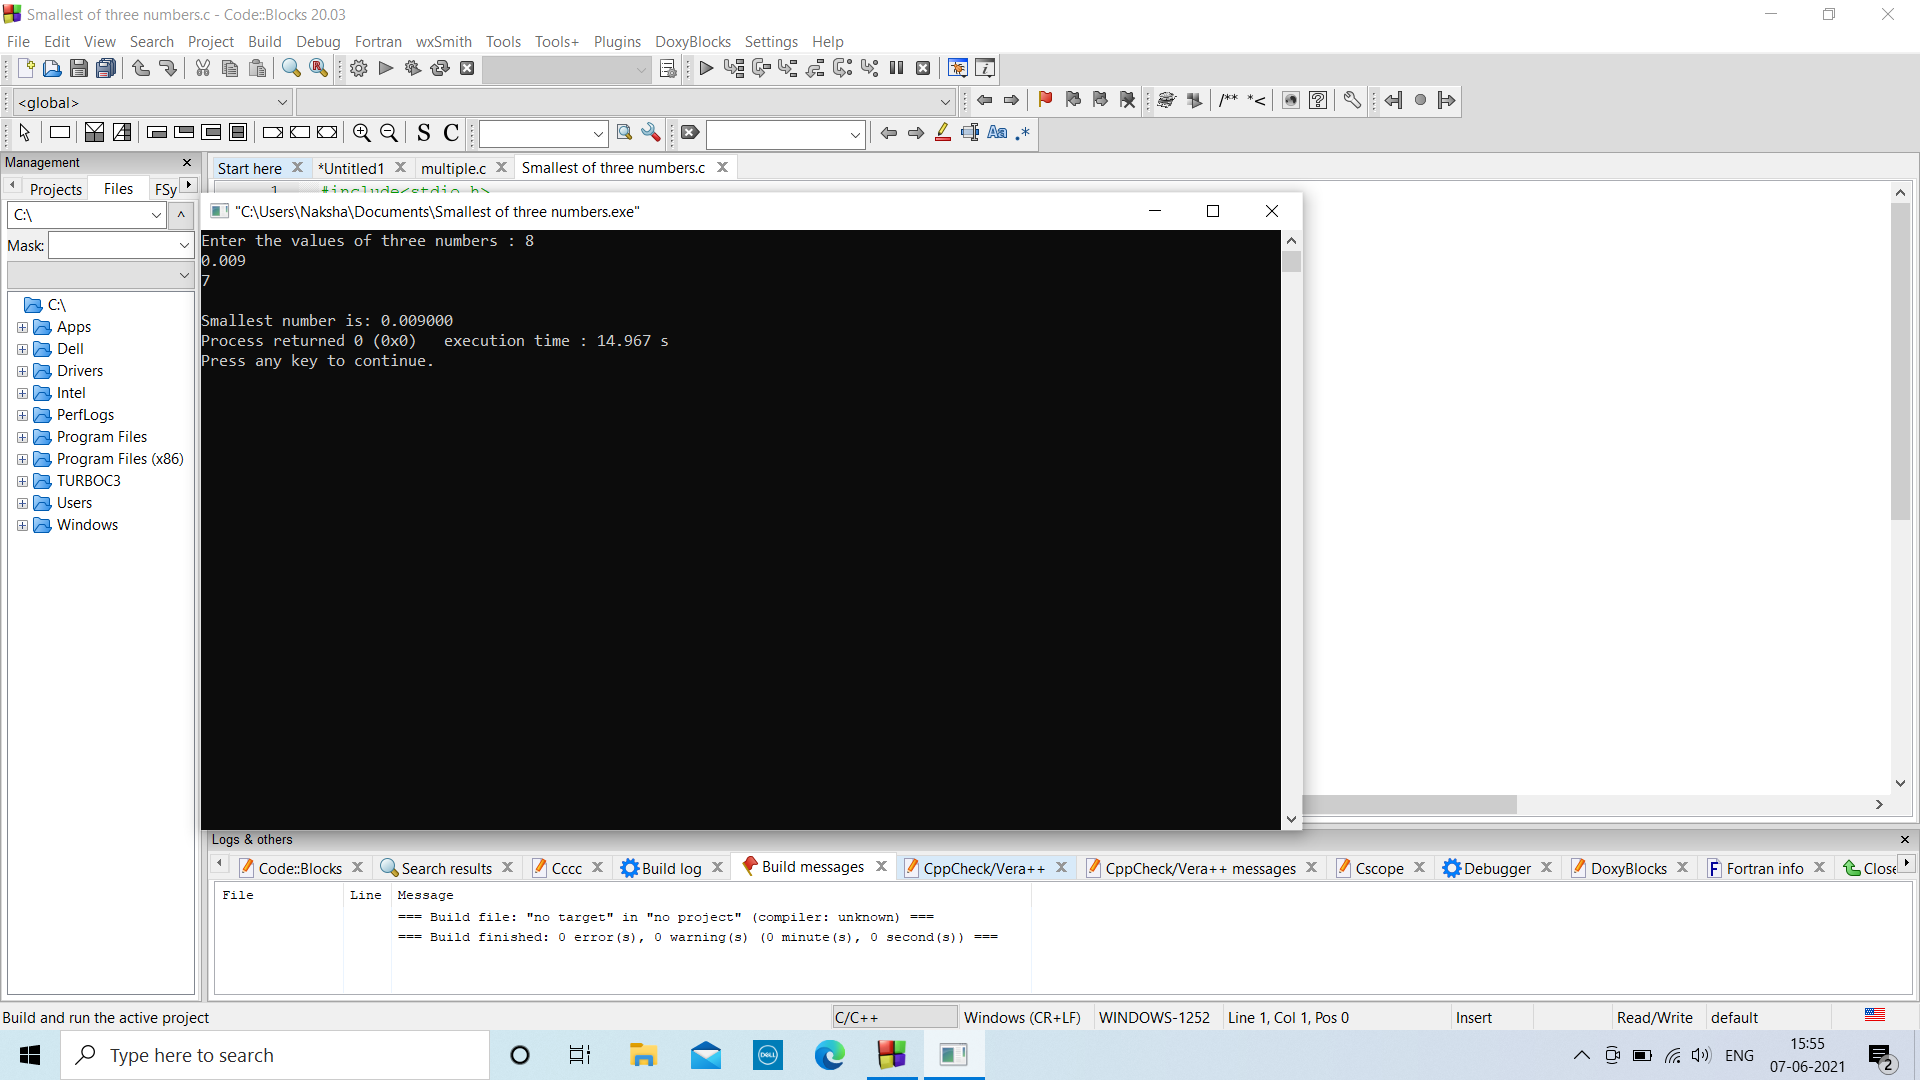 Smallest of three numbers.c - Code::Blocks 20.03
File Edit View Search Project Build Debug Fortran wxSmith Tools Tools+ Plugins DoxyBlocks Settings Help
<global>
/** *<
S C
Aa .*
Management
Start here *Untitled1 multiple.c Smallest of three numbers.c
Projects Files FSy
1 #include<stdio.h>
C:\
Mask:
C:\
Apps
Dell
Drivers
Intel
PerfLogs
Program Files
Program Files (x86)
TURBOC3
Users
Windows
"C:\Users\Naksha\Documents\Smallest of three numbers.exe"
Enter the values of three numbers : 8
0.009
7
Smallest number is: 0.009000
Process returned 0 (0x0)   execution time : 14.967 s
Press any key to continue.
Logs & others
Code::Blocks Search results Cccc Build log Build messages CppCheck/Vera++ CppCheck/Vera++ messages Cscope Debugger DoxyBlocks Fortran info Close
File Line Message
=== Build file: "no target" in "no project" (compiler: unknown) ===
=== Build finished: 0 error(s), 0 warning(s) (0 minute(s), 0 second(s)) ===
Build and run the active project C/C++ Windows (CR+LF) WINDOWS-1252 Line 1, Col 1, Pos 0 Insert Read/Write default
Type here to search
DELL
ENG
15:55
07-06-2021
2